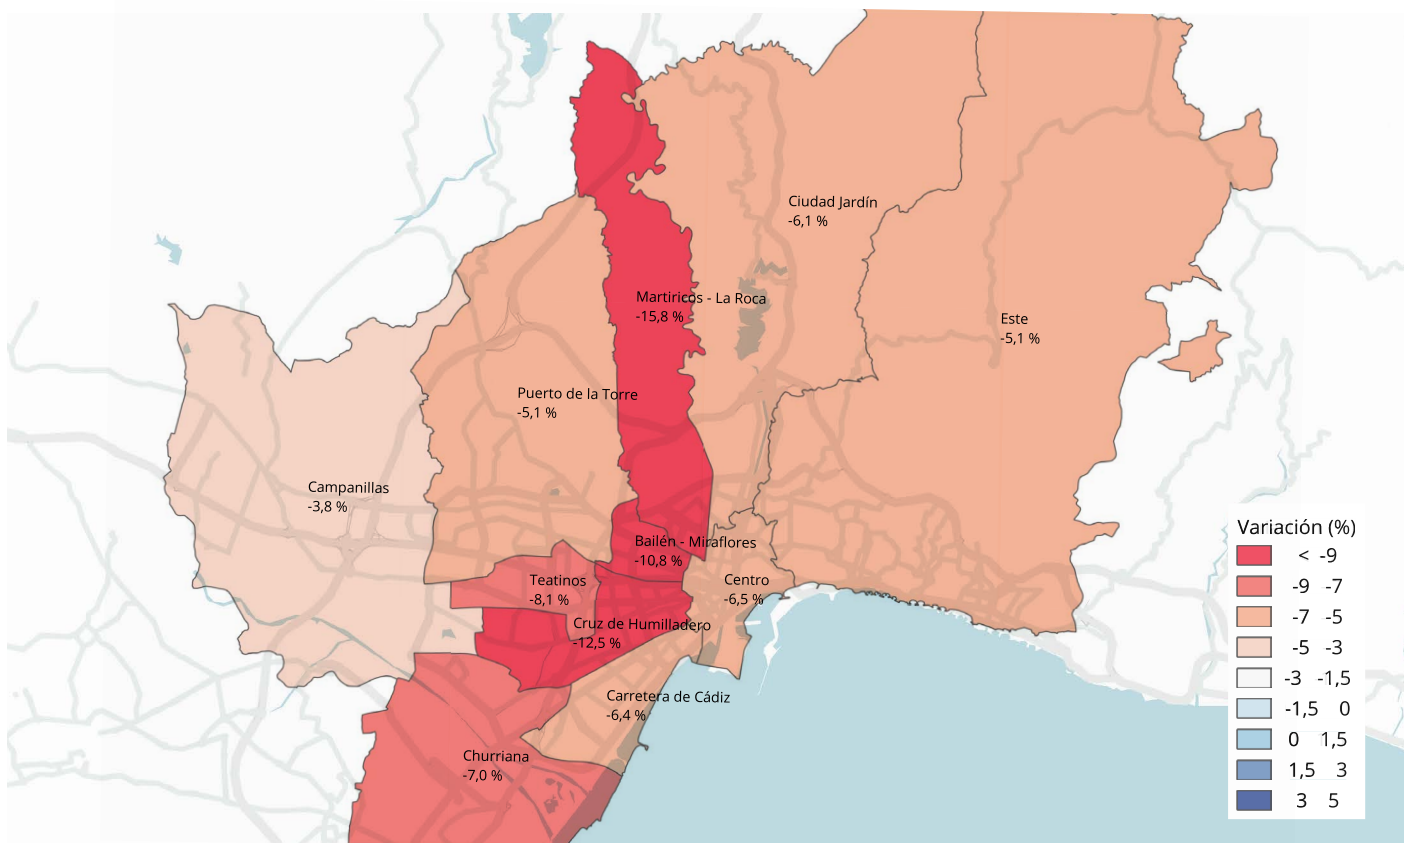 Ciudad Jardín
-6,1 %
Martiricos - La Roca
-15,8 %
Este
-5,1 %
Puerto de la Torre
-5,1 %
Campanillas
-3,8 %
Bailén - Miraflores
-10,8 %
Teatinos
-8,1 %
Centro
-6,5 %
Cruz de Humilladero
-12,5 %
Carretera de Cádiz
-6,4 %
Churriana
-7,0 %
Variación (%)
< -9
-9 -7
-7 -5
-5 -3
-3 -1,5
-1,5 0
0 1,5
1,5 3
3 5